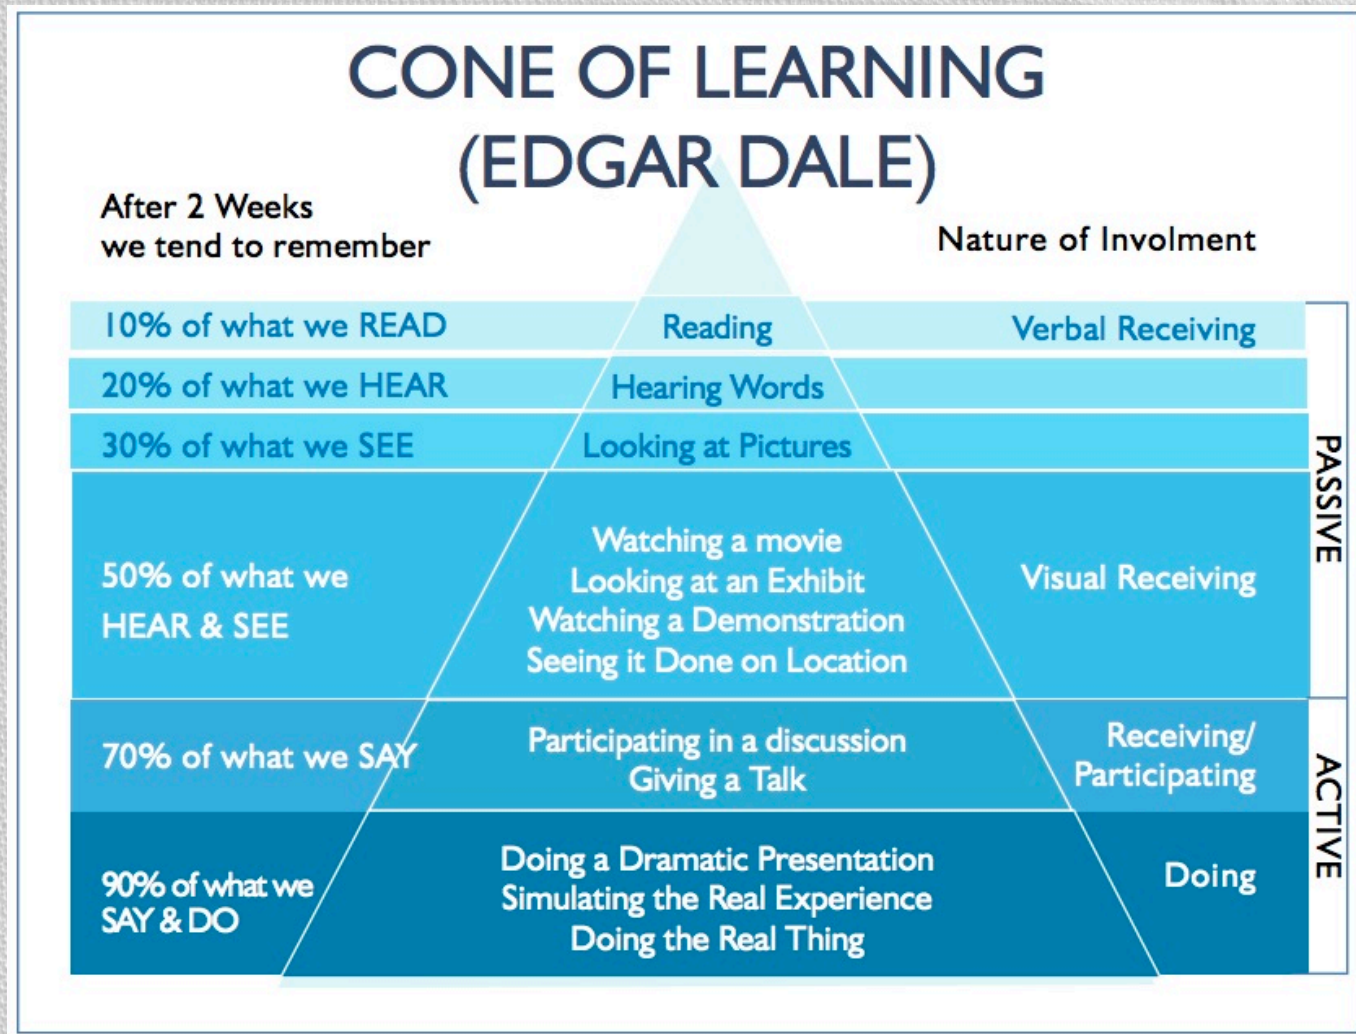 CONE OF LEARNING
(EDGAR DALE)
After 2 Weeks
we tend to remember
Nature of Involment
10% of what we READ
Reading
Verbal Receiving
20% of what we HEAR
Hearing Words
30% of what we SEE
Looking at Pictures
50% of what we
HEAR & SEE
Watching a movie
Looking at an Exhibit
Watching a Demonstration
Seeing it Done on Location
Visual Receiving
PASSIVE
70% of what we SAY
Participating in a discussion
Giving a Talk
Receiving/
Participating
90% of what we
SAY & DO
Doing a Dramatic Presentation
Simulating the Real Experience
Doing the Real Thing
Doing
ACTIVE